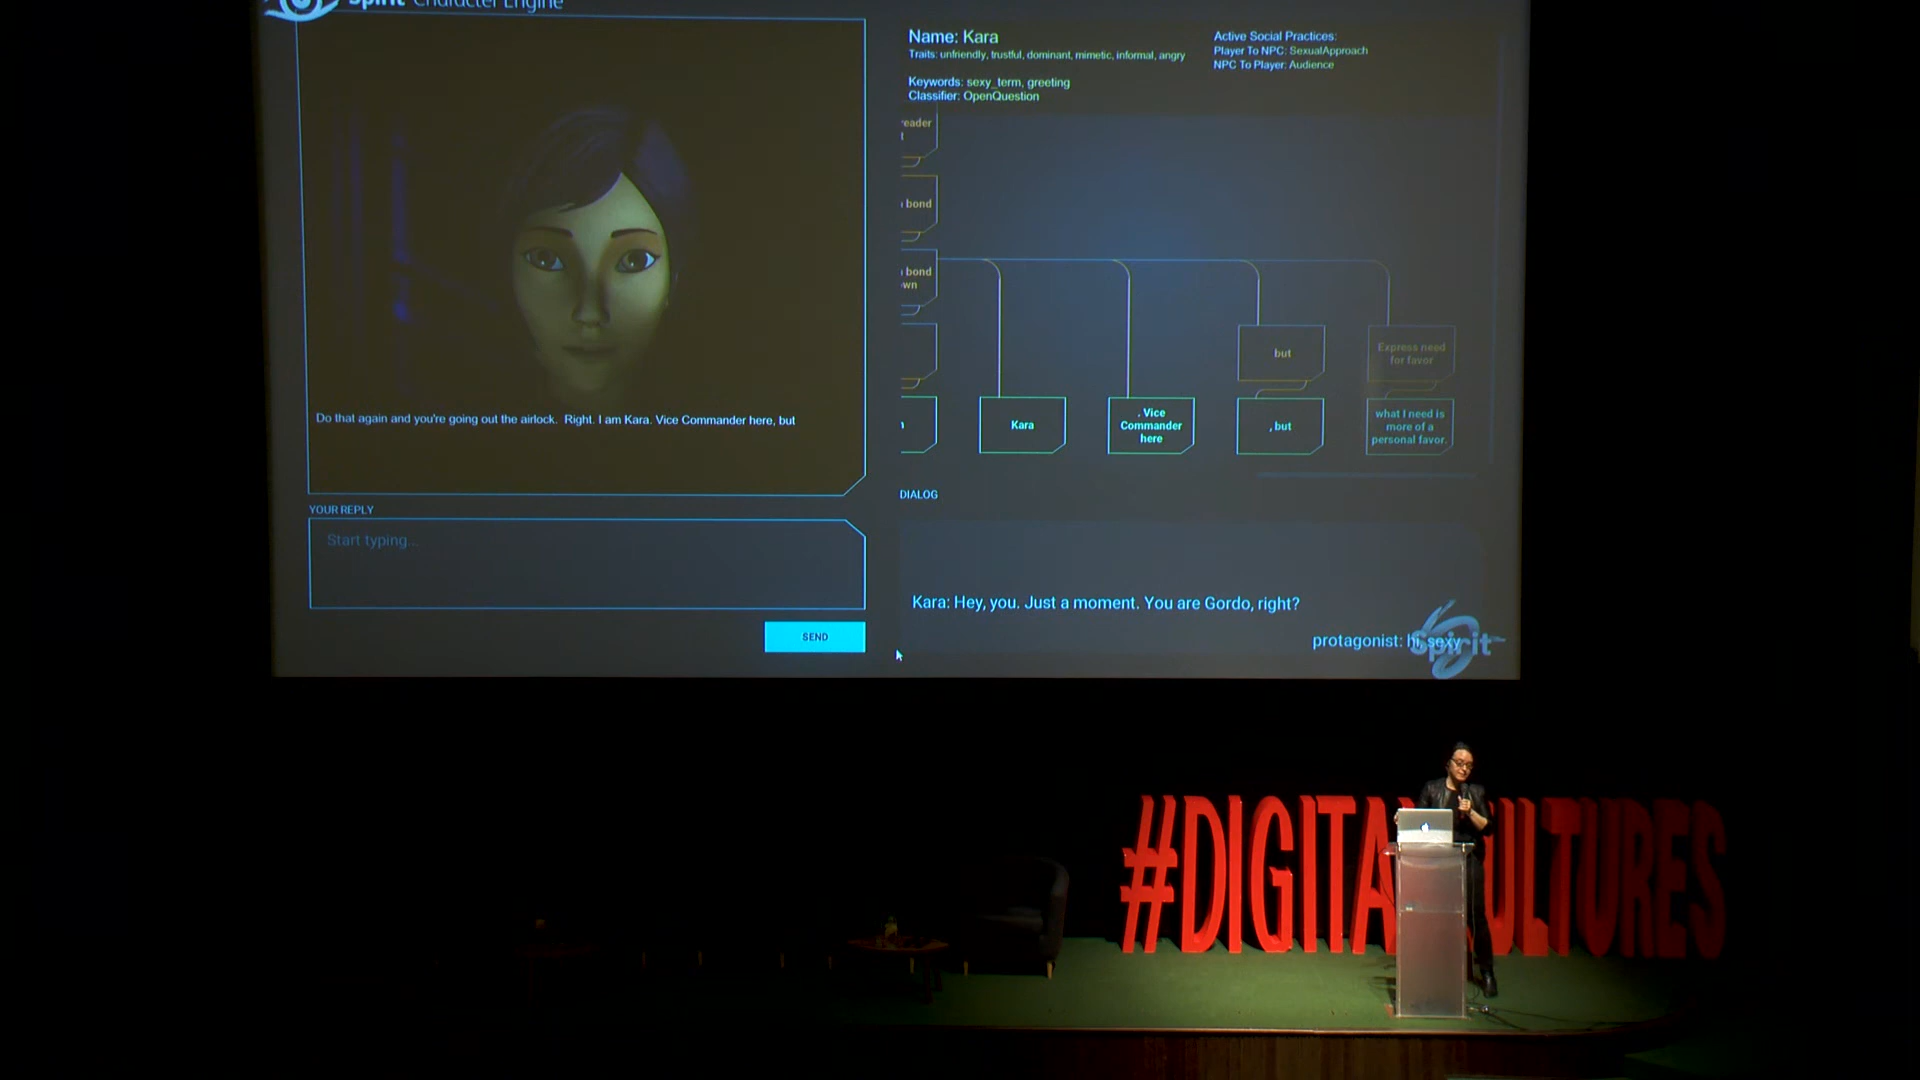 Spirit Character Engine
Name: Kara
Traits: unfriendly, trustful, dominant, mimetic, informal, angry
Keywords: sexy_term, greeting
Classifier: OpenQuestion
Active Social Practices:
Player To NPC: SexualApproach
NPC To Player: Audience
bond
bond
but
Express need
for favor
Kara
. Vice
Commander
here
, but
what I need is
more of a
personal favor.
Do that again and you're going out the airlock. Right. I am Kara. Vice Commander here, but
YOUR REPLY
Start typing...
SEND
DIALOG
Kara: Hey, you. Just a moment. You are Gordo, right?
protagonist: hi, sexy
Spirit
#DIGITAL CULTURES